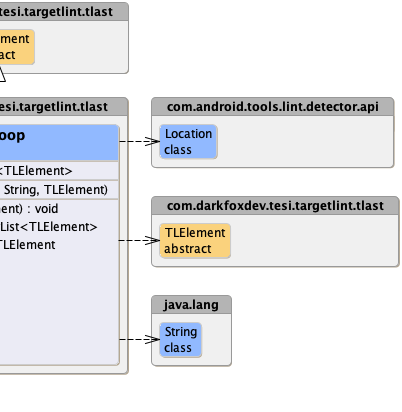 tesi.targetlint.tlast
ement
act
esi.targetlint.tlast
oop
<TLElement>
String, TLElement)
ent) : void
List<TLElement>
TLElement
com.android.tools.lint.detector.api
Location
class
com.darkfoxdev.tesi.targetlint.tlast
TLElement
abstract
java.lang
String
class